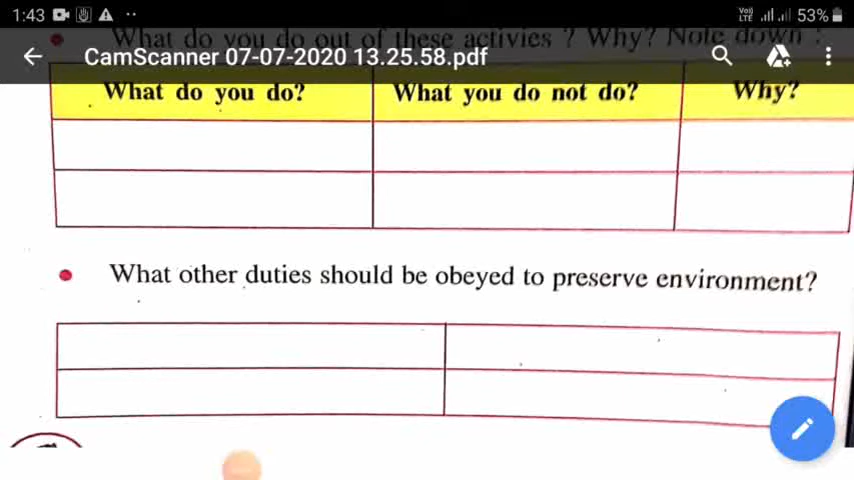 1:43 Vo)) LTE 53%
What do you do out of these activies ? Why? Note down :
CamScanner 07-07-2020 13.25.58.pdf
What do you do? What you do not do? Why?
What other duties should be obeyed to preserve environment?